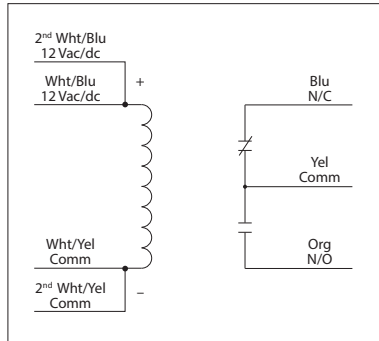 2nd Wht/Blu
12 Vac/dc
Wht/Blu
12 Vac/dc
+
Blu
N/C
Yel
Comm
Wht/Yel
Comm
Org
N/O
2nd Wht/Yel
Comm
–